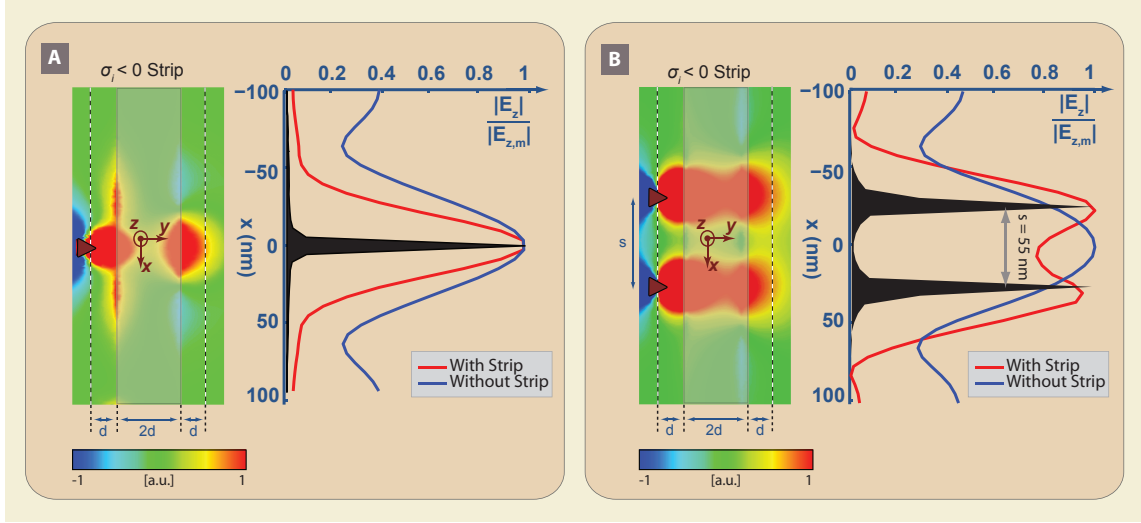 A
σi < 0 Strip
z
y
x
d
2d
d
-1
[a.u.]
1
0
0.2
0.4
0.6
0.8
1
|Ez|
|Ez,m|
-100
-50
0
50
100
x (nm)
With Strip
Without Strip
B
σi < 0 Strip
s
z
y
x
d
2d
d
-1
[a.u.]
1
0
0.2
0.4
0.6
0.8
1
|Ez|
|Ez,m|
-100
-50
0
50
100
x (nm)
s = 55 nm
With Strip
Without Strip